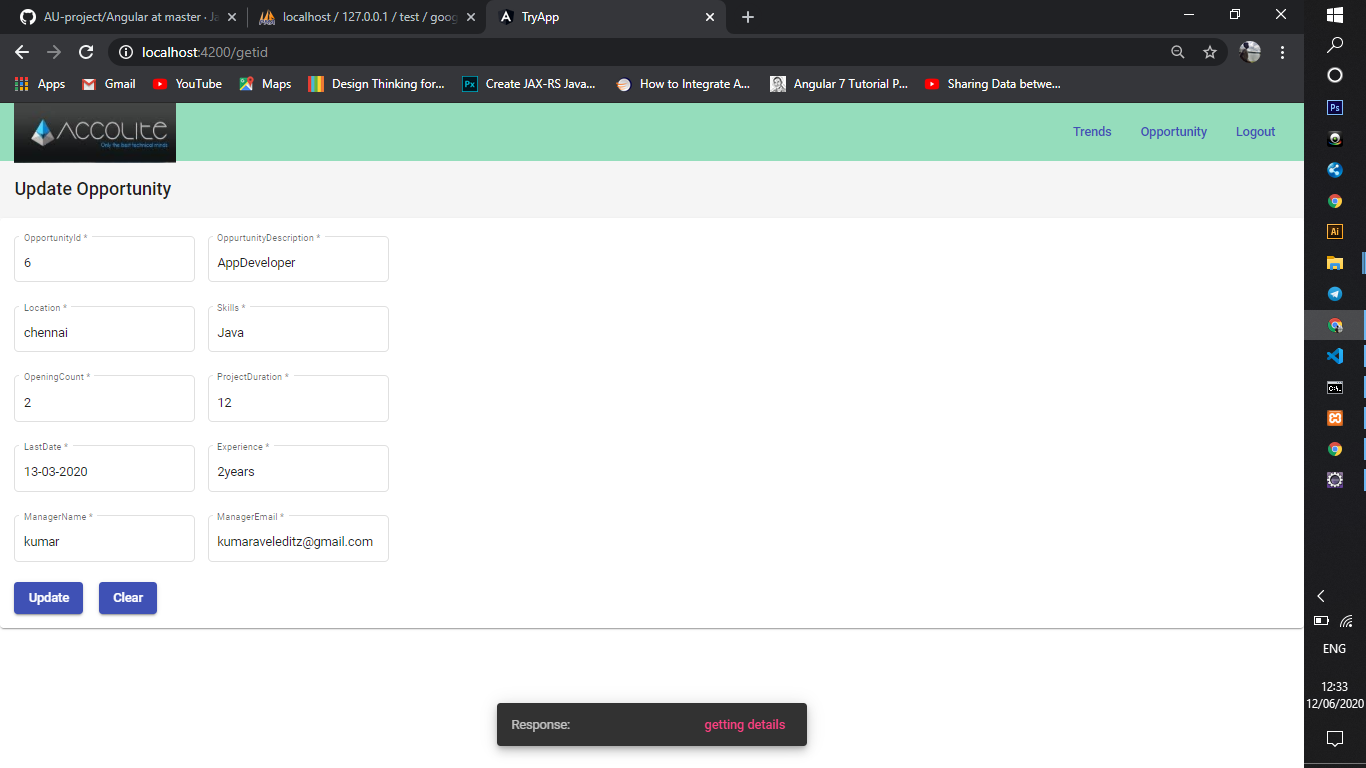 AU-project/Angular at master · Ja
localhost / 127.0.0.1 / test / goog
TryApp
localhost:4200/getid
Apps Gmail YouTube Maps Design Thinking for... Create JAX-RS Java... How to Integrate A... Angular 7 Tutorial P... Sharing Data betwe...
ACCOLITE
Only the best technical minds
Trends Opportunity Logout
Update Opportunity
OpportunityId * OppurtunityDescription *
6 AppDeveloper
Location * Skills *
chennai Java
OpeningCount * ProjectDuration *
2 12
LastDate * Experience *
13-03-2020 2years
ManagerName * ManagerEmail *
kumar kumaraveleditz@gmail.com
Update Clear
Response: getting details
Ps
Ai
C:\.
ENG
12:33
12/06/2020